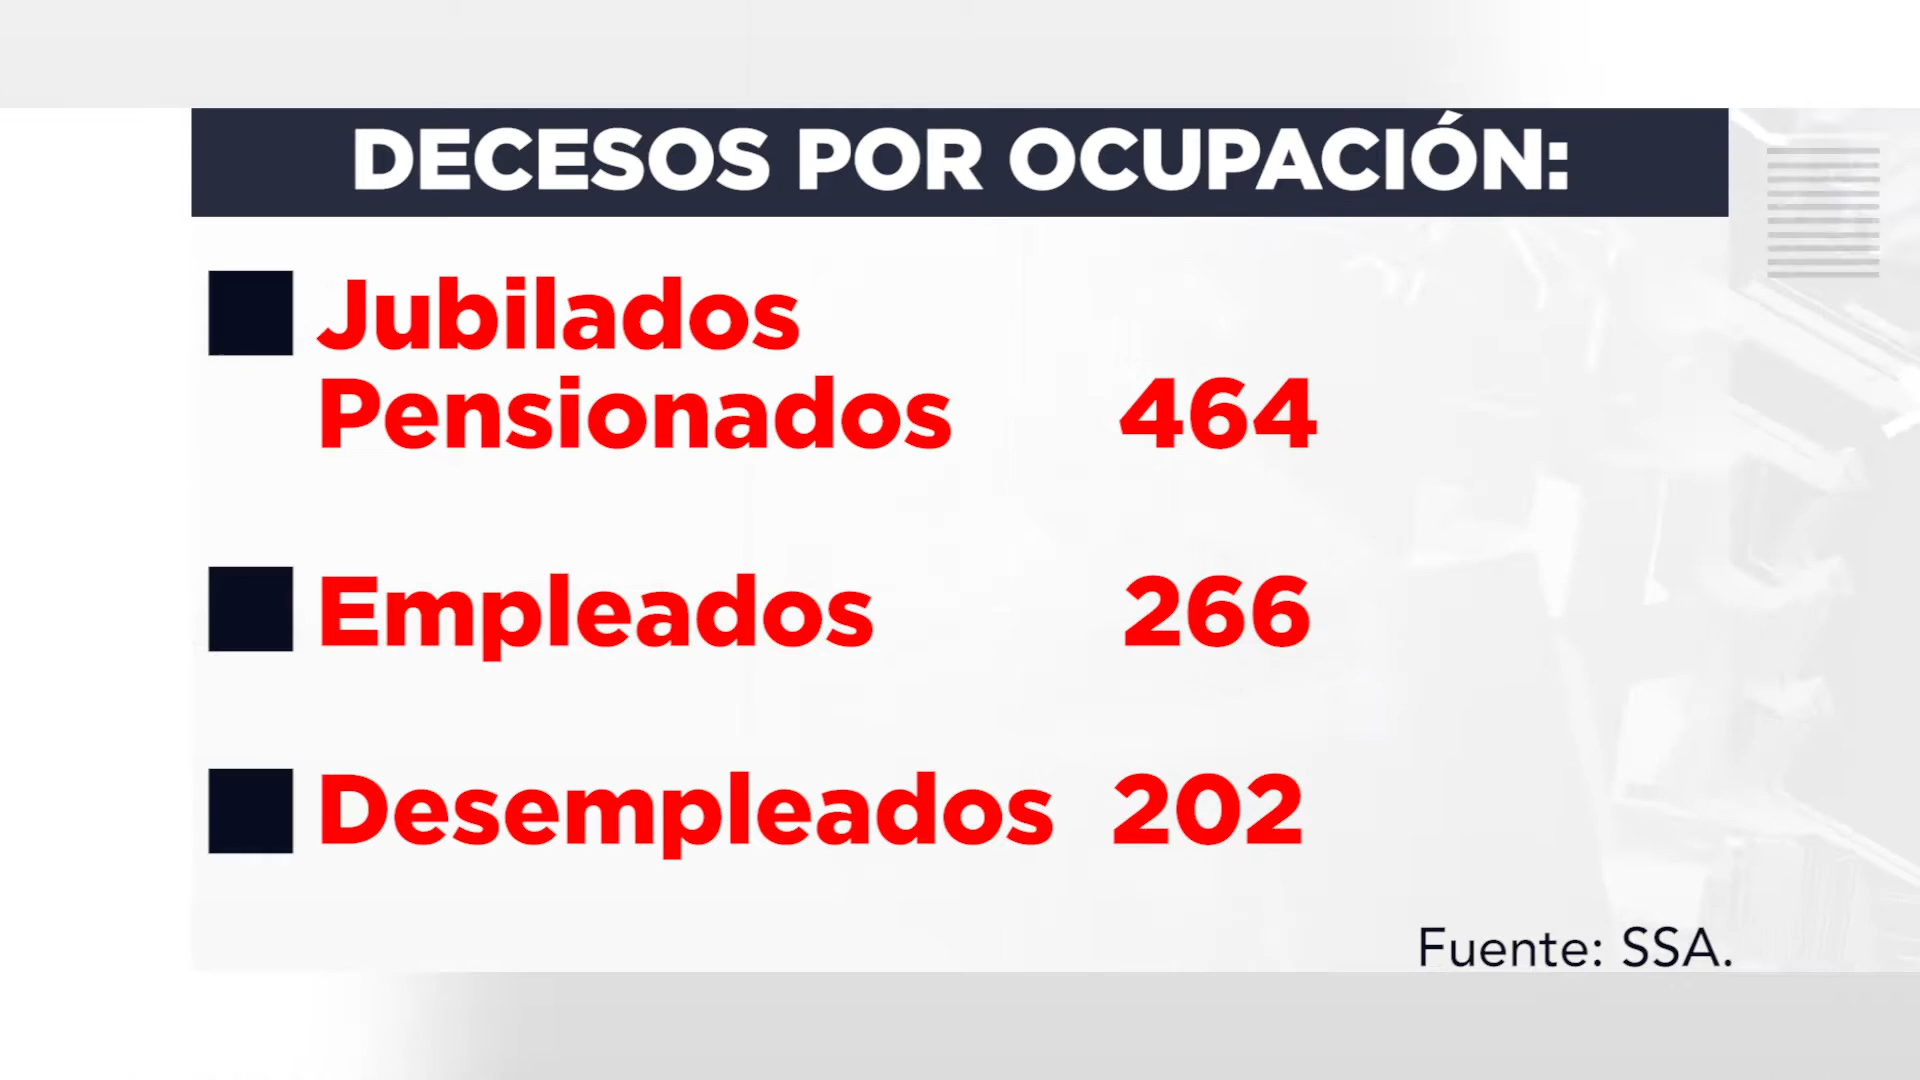 DECESOS POR OCUPACIÓN:
Jubilados
Pensionados 464
Empleados 266
Desempleados 202
Fuente: SSA.